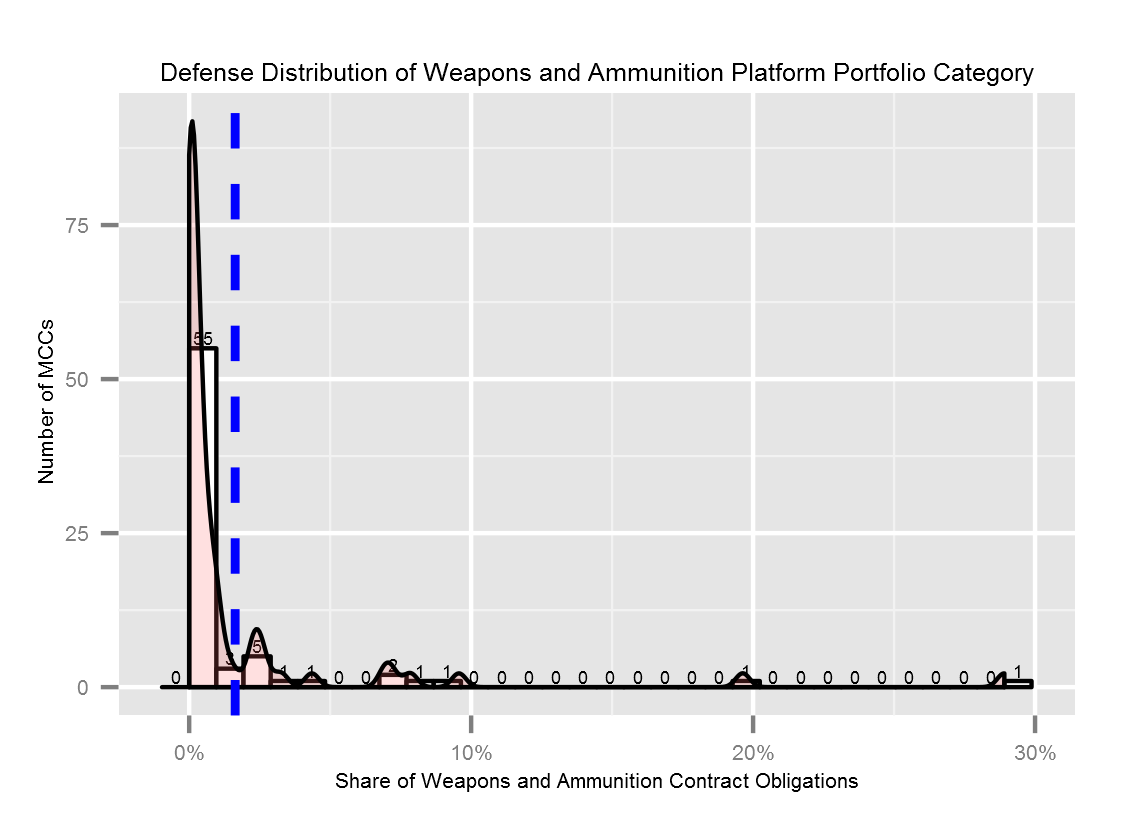 Defense Distribution of Weapons and Ammunition Platform Portfolio Category
Number of MCCs
75
50
25
0
55
0 3 5 1 1 0 0 2 1 1 0 0 0 0 0 0 0 0 0 0 1 0 0 0 0 0 0 0 0 0 1
0% 10% 20% 30%
Share of Weapons and Ammunition Contract Obligations